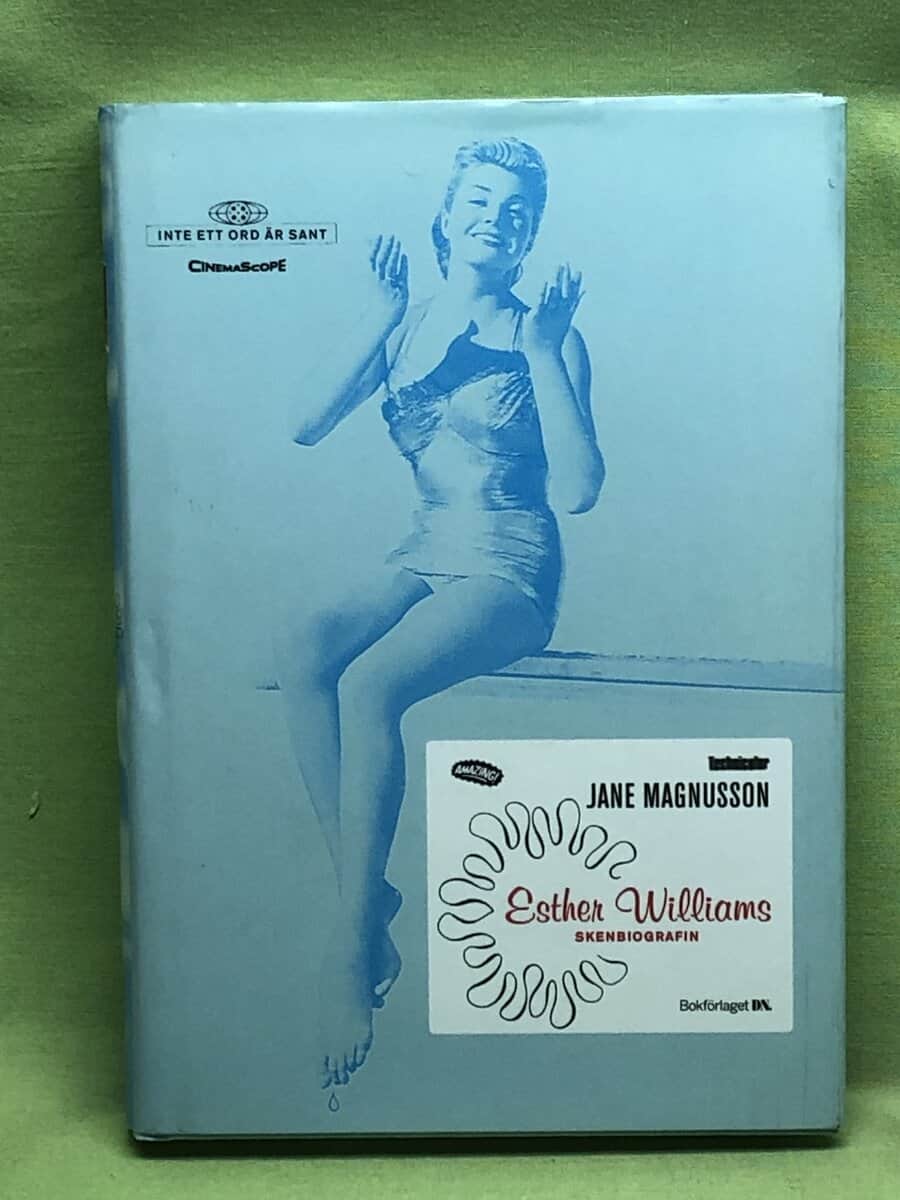 INTE ETT ORD ÄR SANT
CINEMASCOPE
AMAZING!
Technicolor
JANE MAGNUSSON
Esther Williams
SKENBIOGRAFIN
Bokförlaget DN.